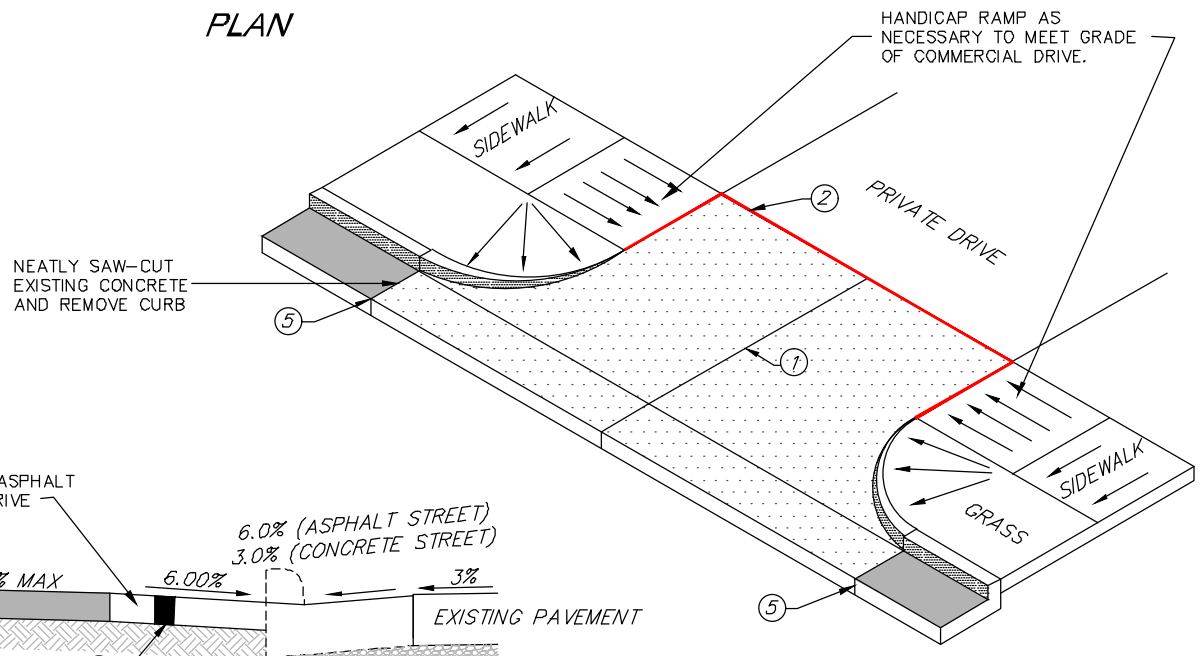 PLAN
HANDICAP RAMP AS
NECESSARY TO MEET GRADE
OF COMMERCIAL DRIVE.
SIDEWALK
2
PRIVATE DRIVE
NEATLY SAW-CUT
EXISTING CONCRETE
AND REMOVE CURB
5
1
SIDEWALK
GRASS
5
ASPHALT
6.0% (ASPHALT STREET)
3.0% (CONCRETE STREET)
% MAX
6.00%
3%
EXISTING PAVEMENT